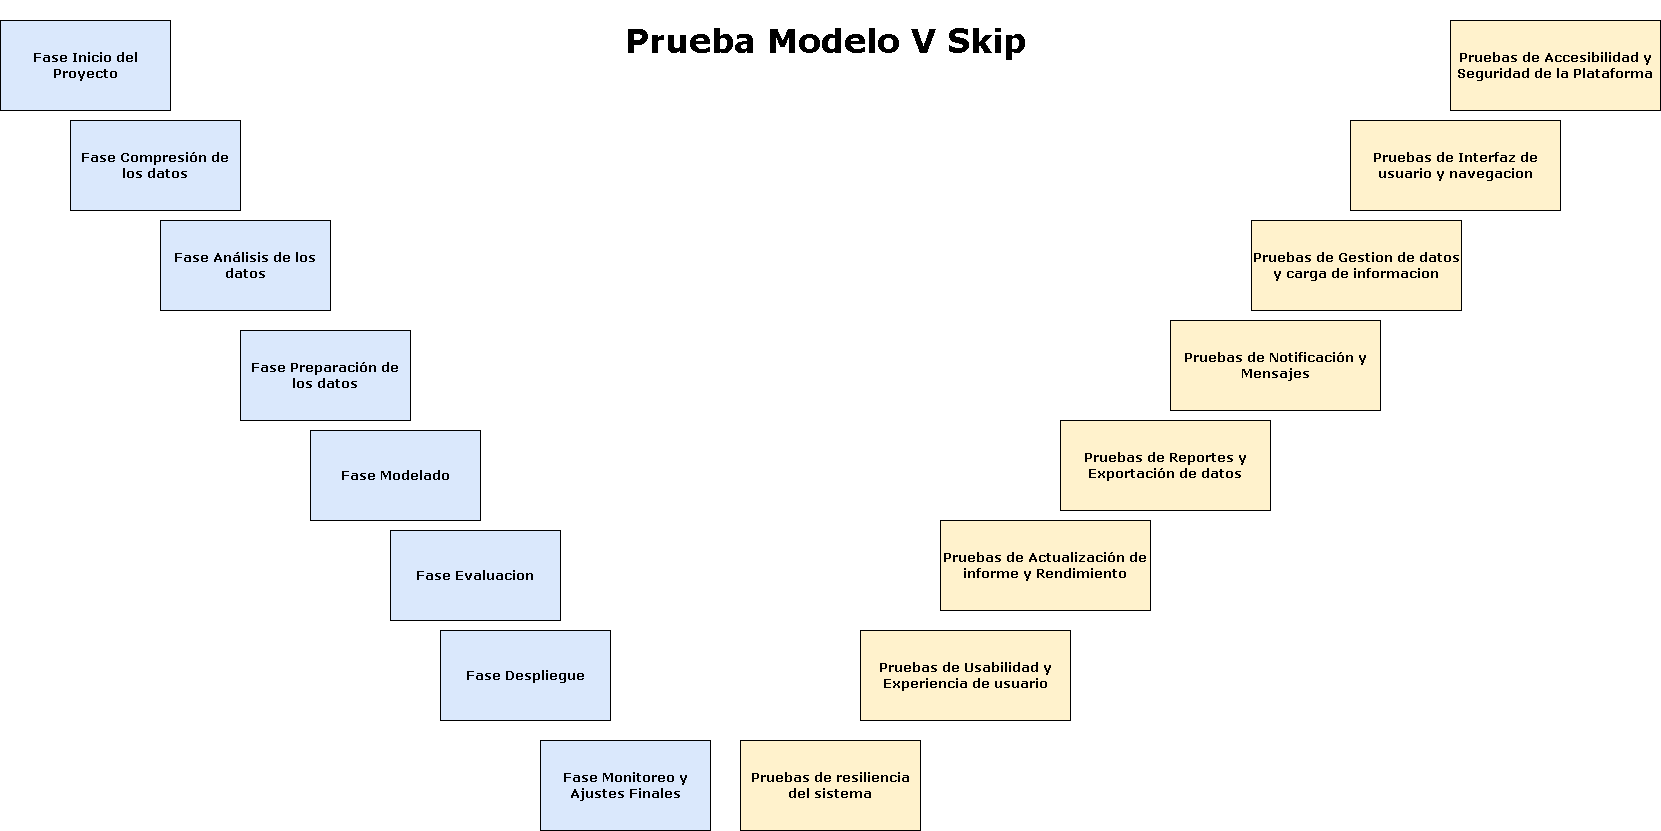 Prueba Modelo V Skip
Fase Inicio del
Proyecto
Pruebas de Accesibilidad y
Seguridad de la Plataforma
Fase Compresión de
los datos
Pruebas de Interfaz de
usuario y navegacion
Fase Análisis de los
datos
Pruebas de Gestion de datos
y carga de informacion
Fase Preparación de
los datos
Pruebas de Notificación y
Mensajes
Fase Modelado
Pruebas de Reportes y
Exportación de datos
Fase Evaluacion
Pruebas de Actualización de
informe y Rendimiento
Fase Despliegue
Pruebas de Usabilidad y
Experiencia de usuario
Fase Monitoreo y
Ajustes Finales
Pruebas de resiliencia
del sistema